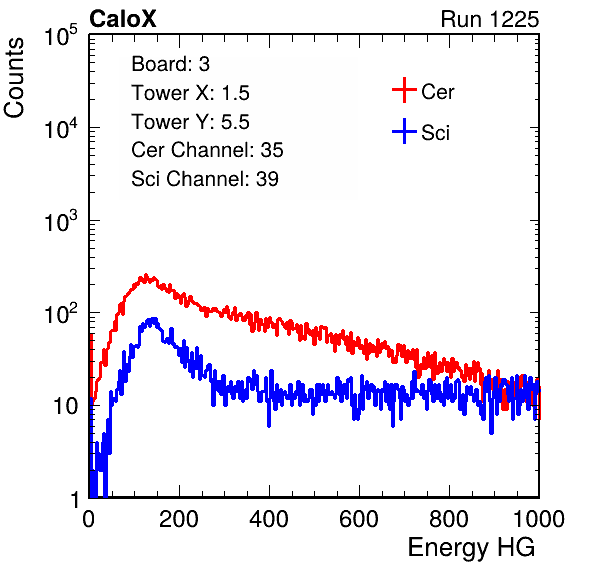 CaloX
Run 1225
Counts
Board: 3
Tower X: 1.5
Tower Y: 5.5
Cer Channel: 35
Sci Channel: 39
Cer
Sci
10^5
10^4
10^3
10^2
10
1
0 200 400 600 800 1000
Energy HG